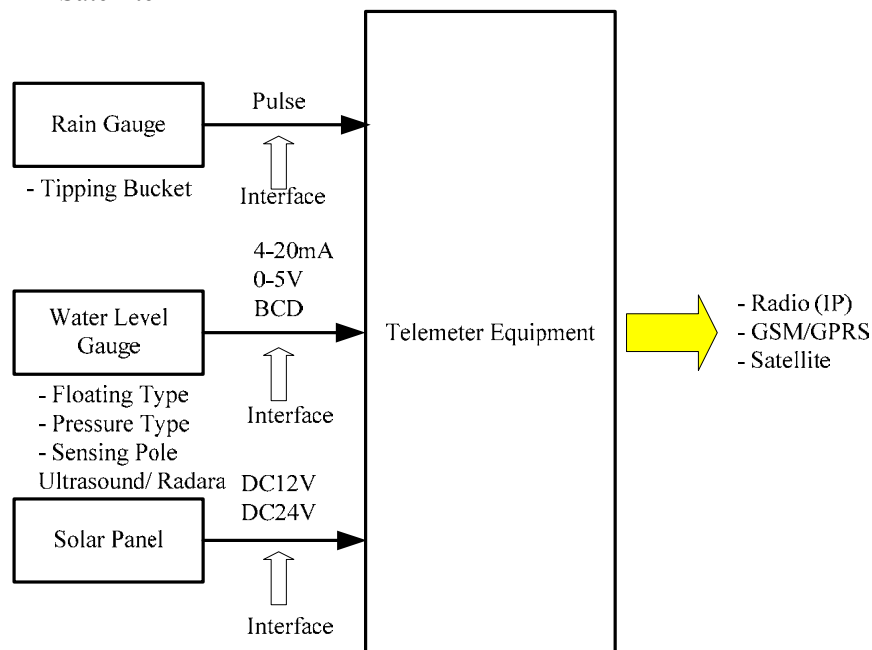 Pulse
Rain Gauge
- Tipping Bucket
Interface
4-20mA
0-5V
BCD
Water Level
Gauge
Telemeter Equipment
- Radio (IP)
- GSM/GPRS
- Satellite
- Floating Type
- Pressure Type
- Sensing Pole
Ultrasound/ Radara
Interface
DC12V
DC24V
Solar Panel
Interface